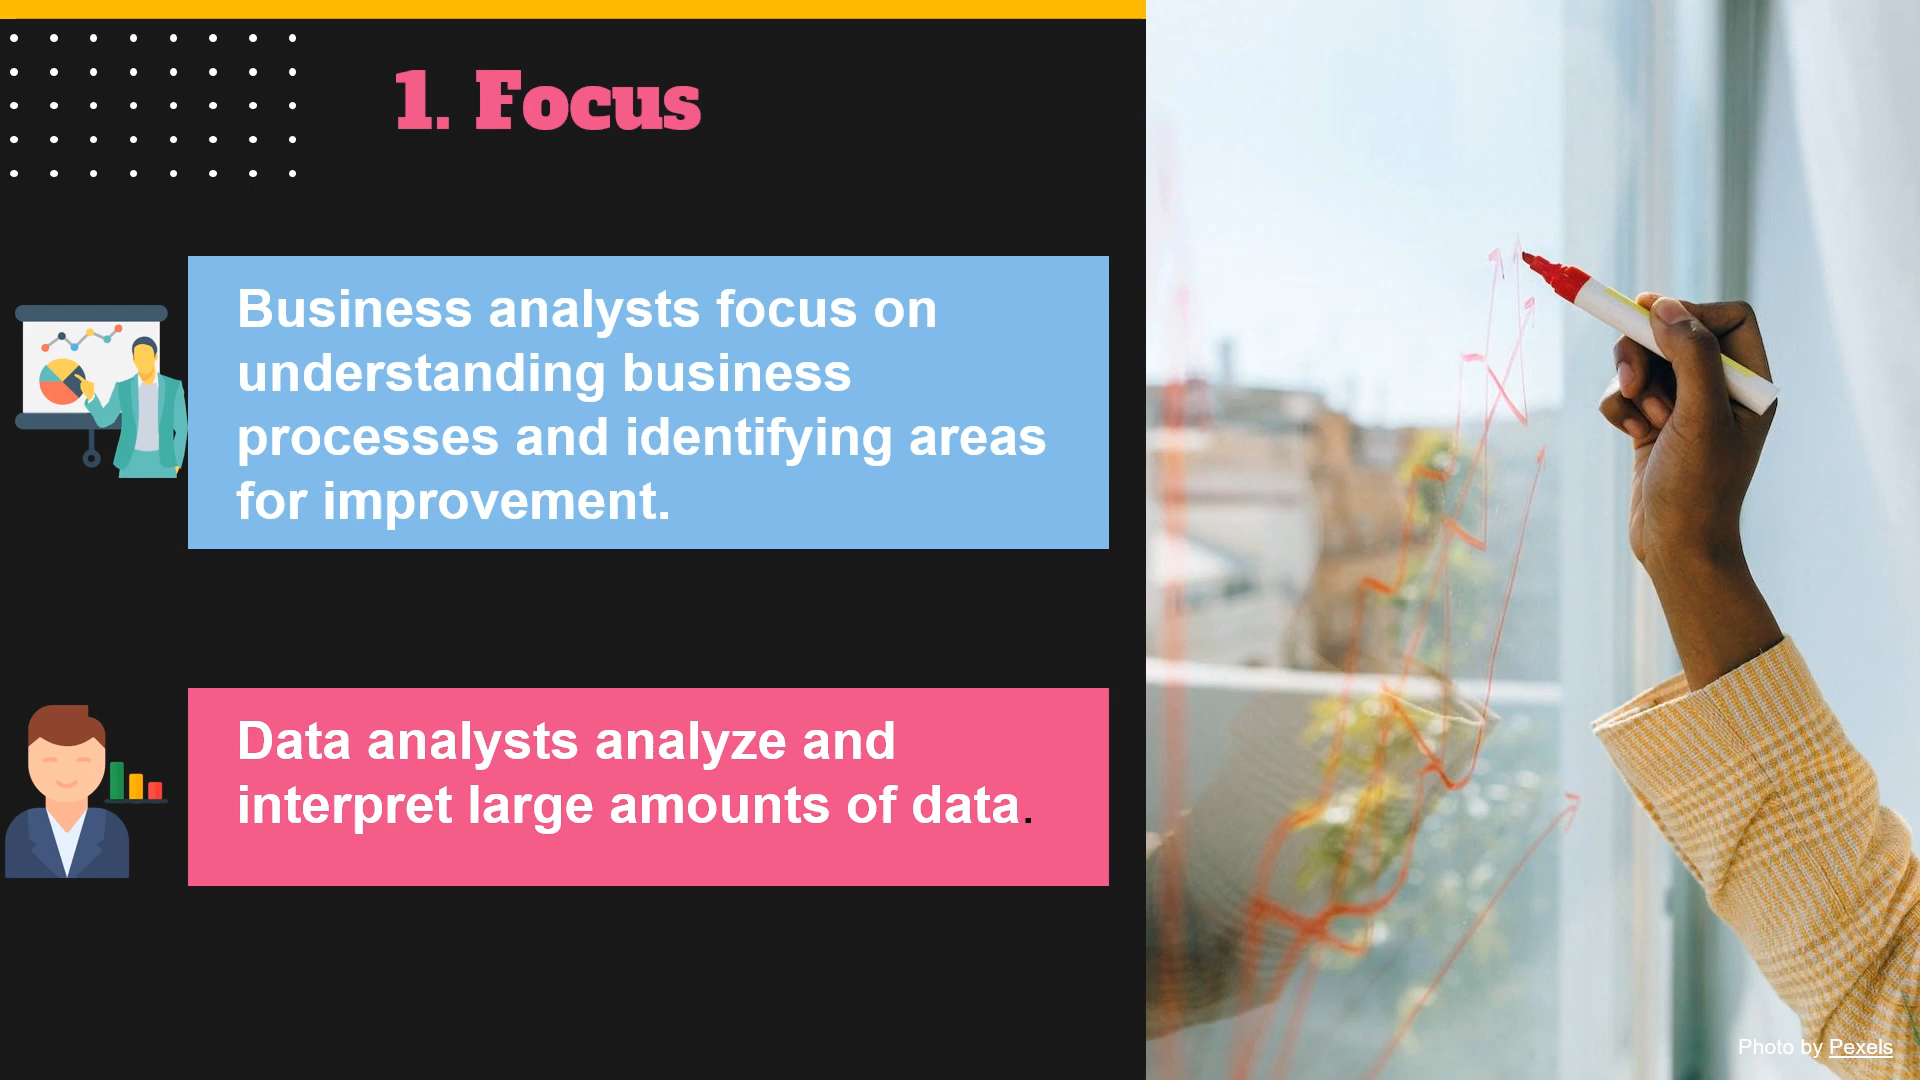 1. Focus
Business analysts focus on
understanding business
processes and identifying areas
for improvement.
Data analysts analyze and
interpret large amounts of data.
Photo by Pexels